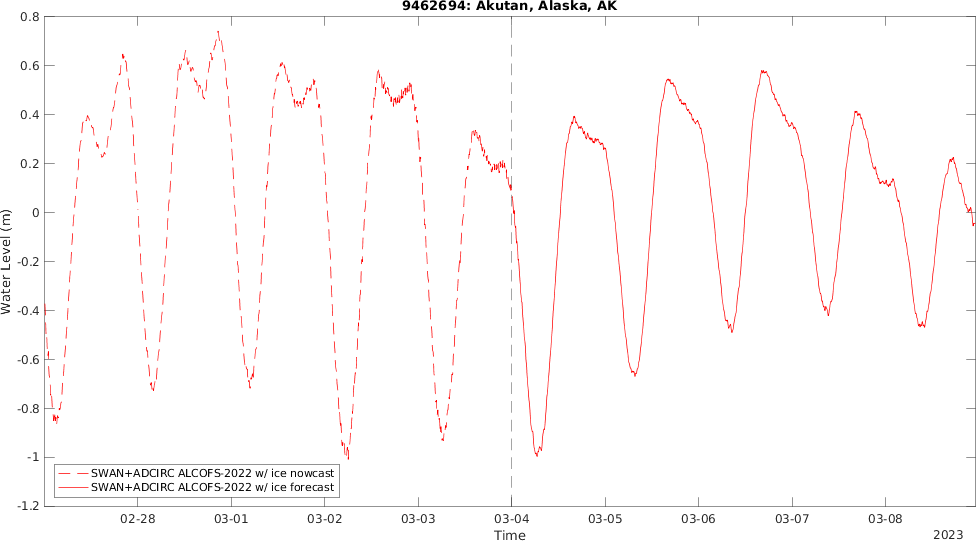 9462694: Akutan, Alaska, AK
0.8
0.6
0.4
0.2
0
-0.2
-0.4
-0.6
-0.8
-1
-1.2
Water Level (m)
SWAN+ADCIRC ALCOFS-2022 w/ ice nowcast
SWAN+ADCIRC ALCOFS-2022 w/ ice forecast
02-28 03-01 03-02 03-03 03-04 03-05 03-06 03-07 03-08
Time
2023